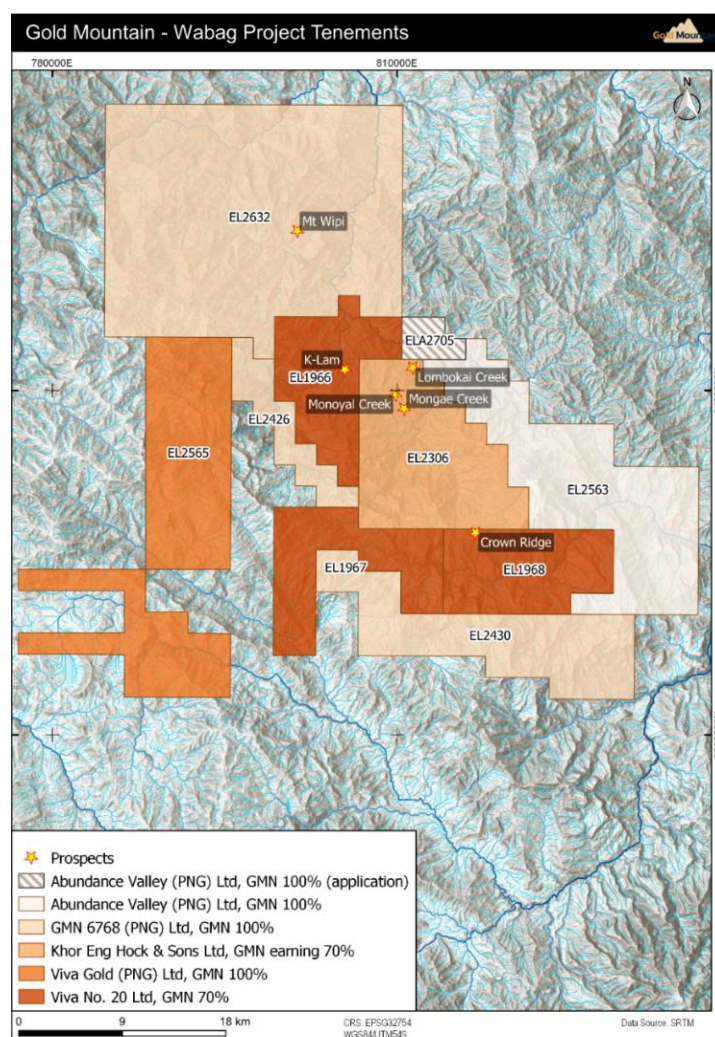 Gold Mountain - Wabag Project Tenements
Gold Mountain
780000E
810000E
N
EL2632
Mt Wipi
ELA2705
K-Lam
EL1966
Lombokai Creek
Monoyal Creek
Mongae Creek
EL2426
EL2565
EL2306
EL2563
Crown Ridge
EL1967
EL1968
EL2430
Prospects
Abundance Valley (PNG) Ltd, GMN 100% (application)
Abundance Valley (PNG) Ltd, GMN 100%
GMN 6768 (PNG) Ltd, GMN 100%
Khor Eng Hock & Sons Ltd, GMN earning 70%
Viva Gold (PNG) Ltd, GMN 100%
Viva No. 20 Ltd, GMN 70%
0
9
18 km
CRS: EPSG32754
WGS84/UTM54S
Data Source: SRTM